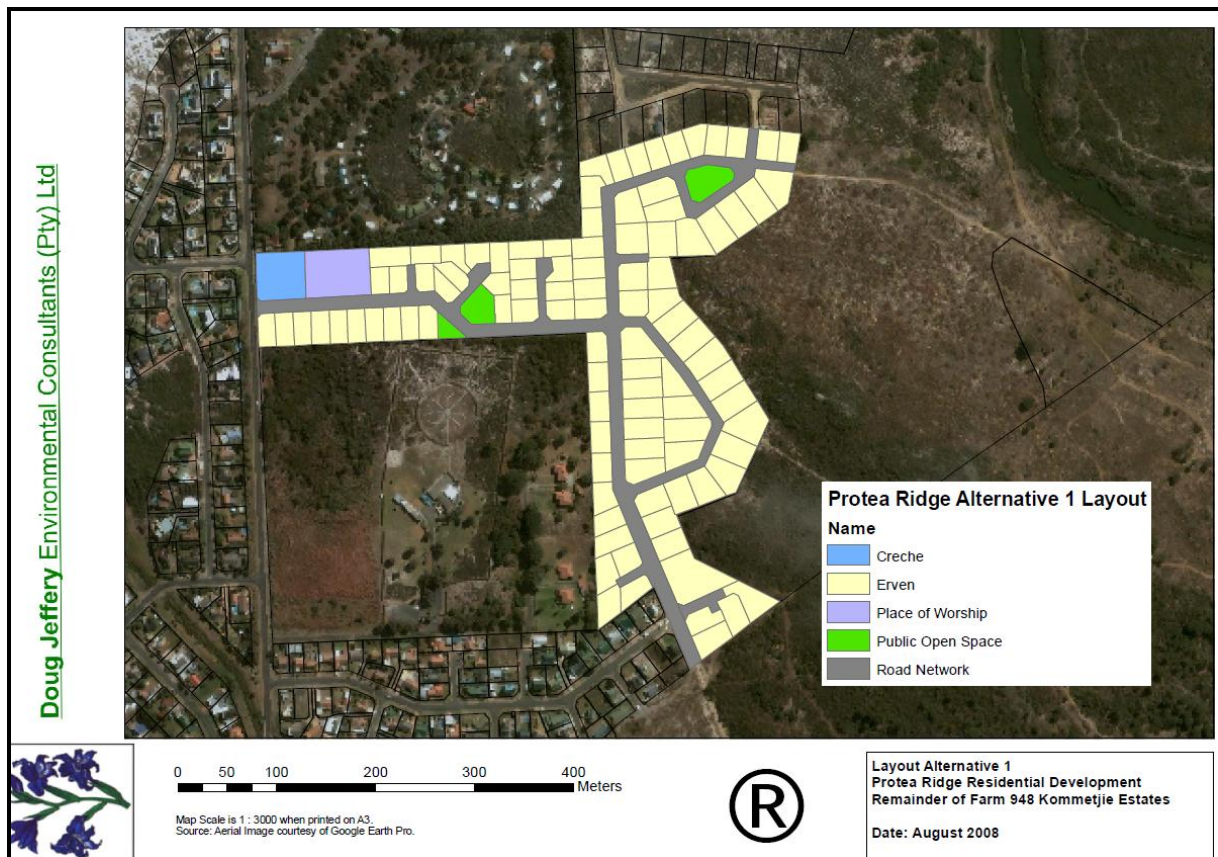 Doug Jeffery Environmental Consultants (Pty) Ltd
Protea Ridge Alternative 1 Layout
Name
Creche
Erven
Place of Worship
Public Open Space
Road Network
0 50 100 200 300 400
Meters
Map Scale is 1 : 3000 when printed on A3.
Source: Aerial Image courtesy of Google Earth Pro.
®
Layout Alternative 1
Protea Ridge Residential Development
Remainder of Farm 948 Kommetjie Estates
Date: August 2008